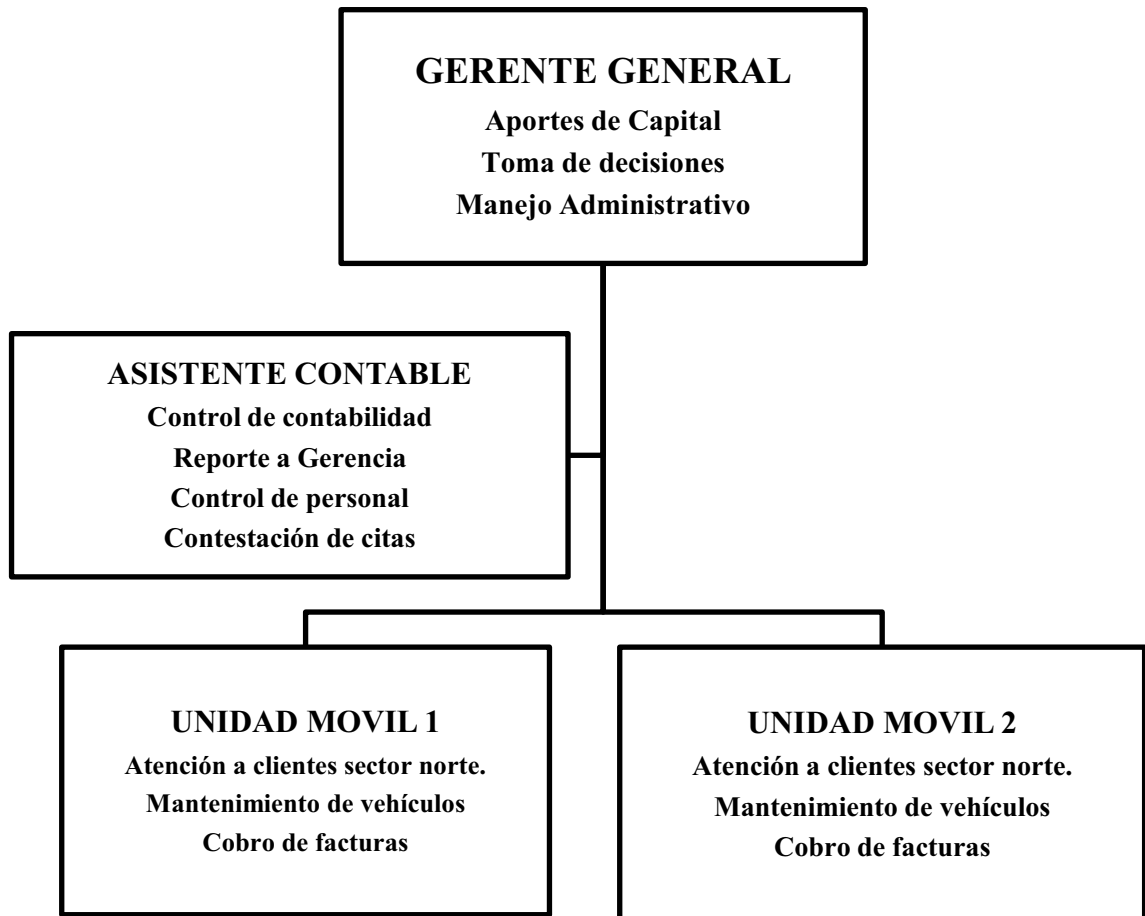 GERENTE GENERAL
Aportes de Capital
Toma de decisiones
Manejo Administrativo
ASISTENTE CONTABLE
Control de contabilidad
Reporte a Gerencia
Control de personal
Contestación de citas
UNIDAD MOVIL 1
Atención a clientes sector norte.
Mantenimiento de vehículos
Cobro de facturas
UNIDAD MOVIL 2
Atención a clientes sector norte.
Mantenimiento de vehículos
Cobro de facturas